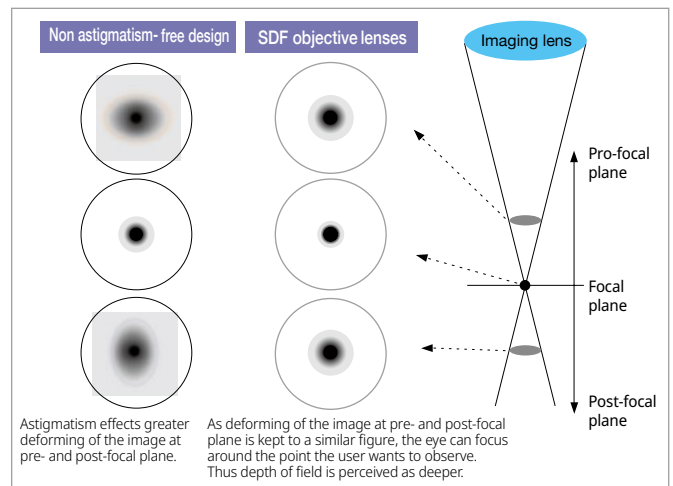 Non astigmatism- free design
SDF objective lenses
Imaging lens
Pro-focal
plane
Focal
plane
Post-focal
plane
Astigmatism effects greater
deforming of the image at
pre- and post-focal plane.
As deforming of the image at pre- and post-focal
plane is kept to a similar figure, the eye can focus
around the point the user wants to observe.
Thus depth of field is perceived as deeper.